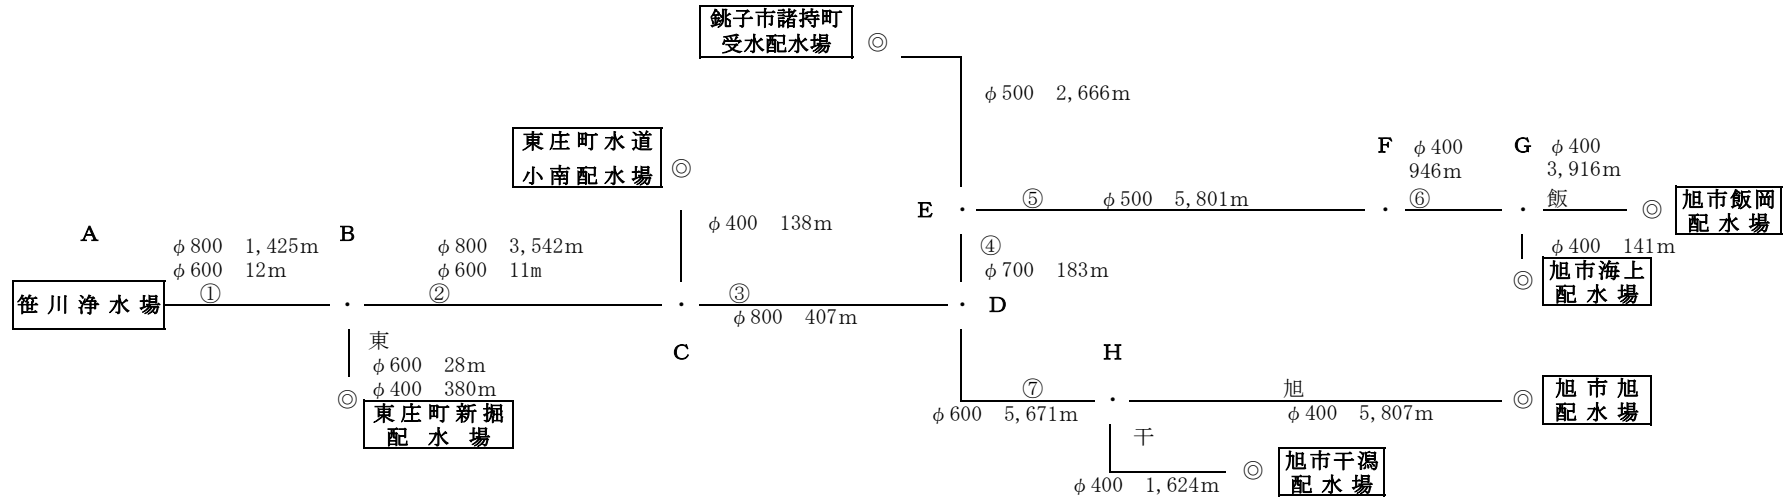 銚子市諸持町
受水配水場
◎
φ500 2,666m
東庄町水道
小南配水場
◎
φ400 138m
A
φ800 1,425m
φ600 12m
①
笹川浄水場
B
φ800 3,542m
φ600 11m
②
東
φ600 28m
φ400 380m
◎
東庄町新掘
配水場
③
φ800 407m
C
D
④
φ700 183m
E
⑤
φ500 5,801m
F
φ400
946m
⑥
G
φ400
3,916m
飯
◎
旭市飯岡
配水場
φ400 141m
◎
旭市海上
配水場
⑦
φ600 5,671m
H
旭
φ400 5,807m
◎
旭市旭
配水場
干
φ400 1,624m
◎
旭市干潟
配水場